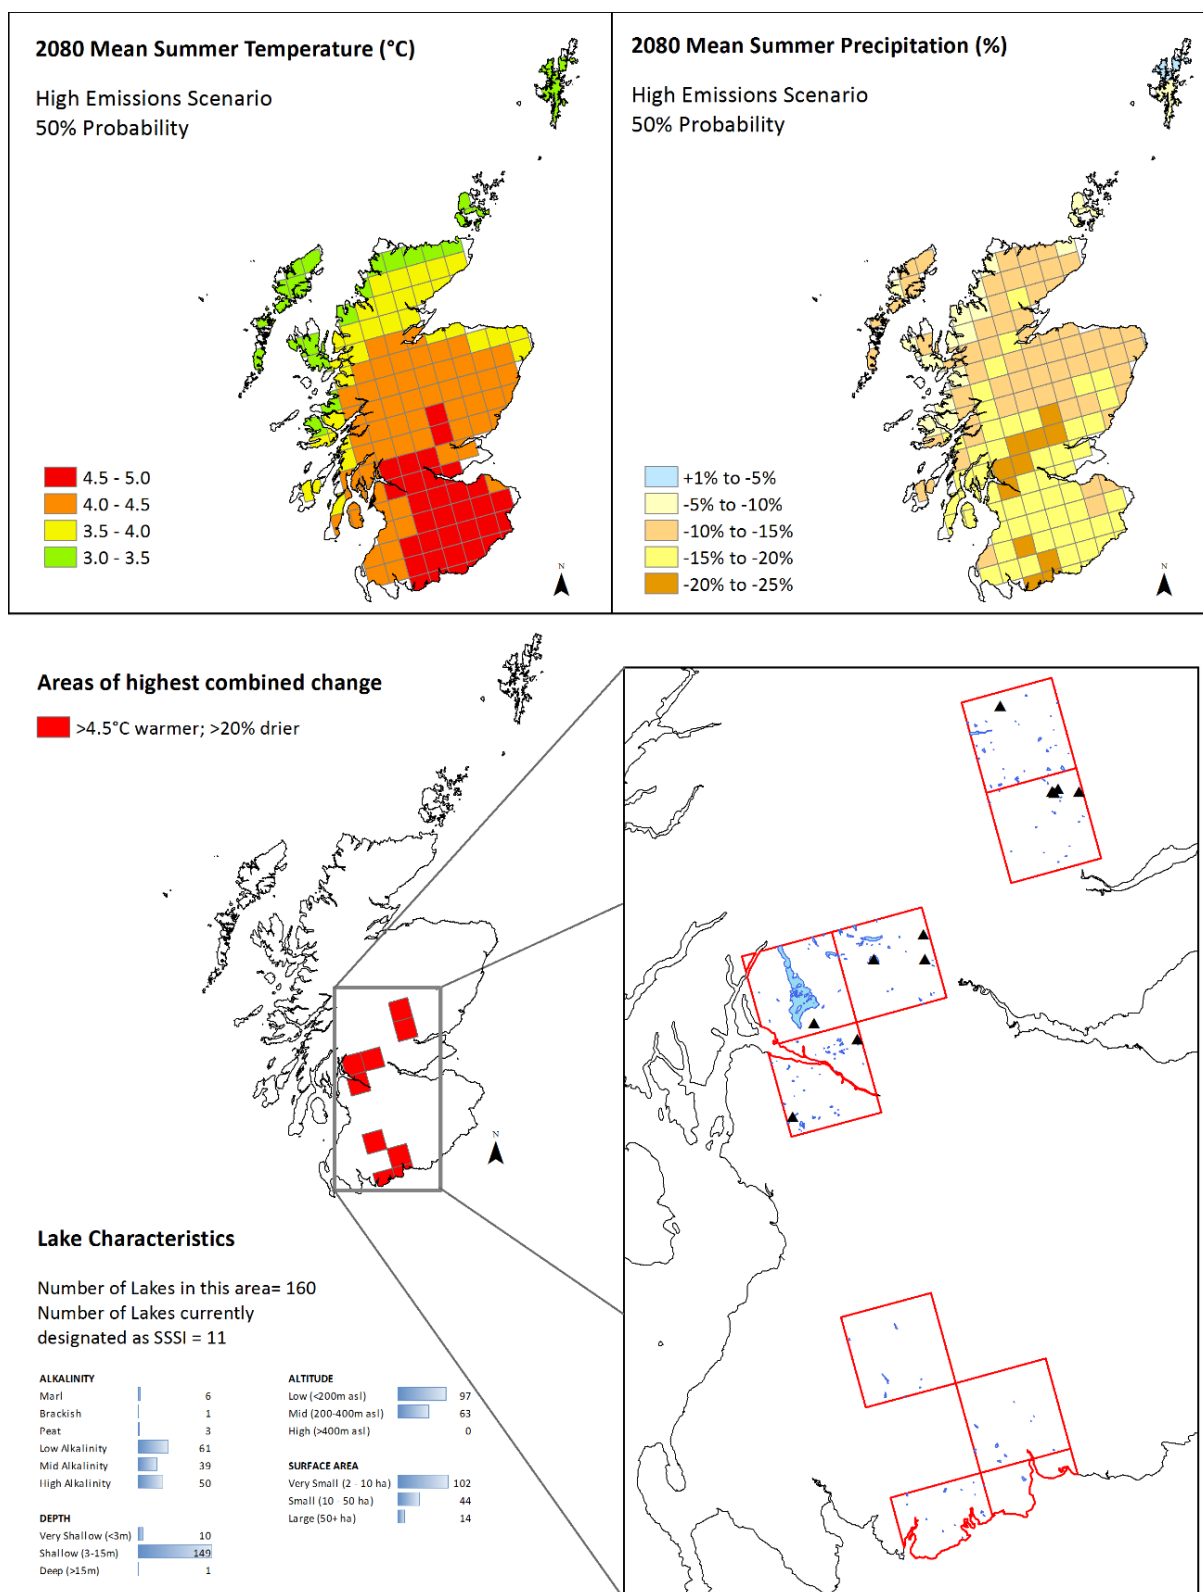 2080 Mean Summer Temperature (°C)
High Emissions Scenario
50% Probability
4.5 - 5.0
4.0 - 4.5
3.5 - 4.0
3.0 - 3.5
N
2080 Mean Summer Precipitation (%)
High Emissions Scenario
50% Probability
+1% to -5%
-5% to -10%
-10% to -15%
-15% to -20%
-20% to -25%
N
Areas of highest combined change
>4.5°C warmer; >20% drier
N
Lake Characteristics
Number of Lakes in this area= 160
Number of Lakes currently
designated as SSSI = 11
ALKALINITY
Marl 6
Brackish 1
Peat 3
Low Alkalinity 61
Mid Alkalinity 39
High Alkalinity 50
DEPTH
Very Shallow (<3m) 10
Shallow (3-15m) 149
Deep (>15m) 1
ALTITUDE
Low (<200m asl) 97
Mid (200-400m asl) 63
High (>400m asl) 0
SURFACE AREA
Very Small (2 - 10 ha) 102
Small (10 - 50 ha) 44
Large (50+ ha) 14